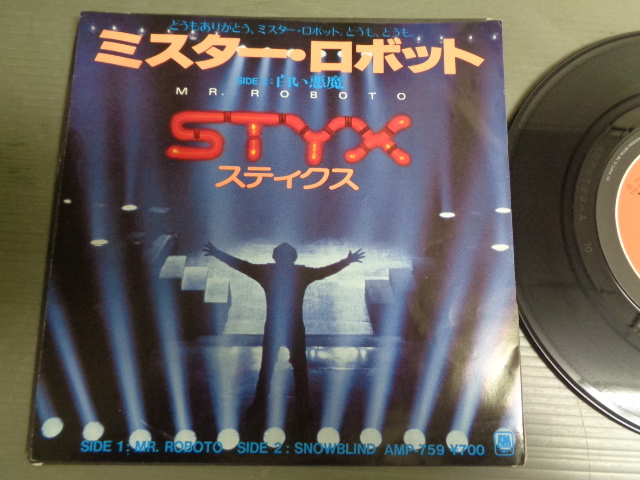 どうもありがとう、ミスター・ロボット、どうも、どうも
ミスター・ロボット
SIDE 2：白い悪魔
MR. ROBOTO
STYX
スティクス
SIDE 1：MR. ROBOTO SIDE 2：SNOWBLIND AMP-759 ¥700